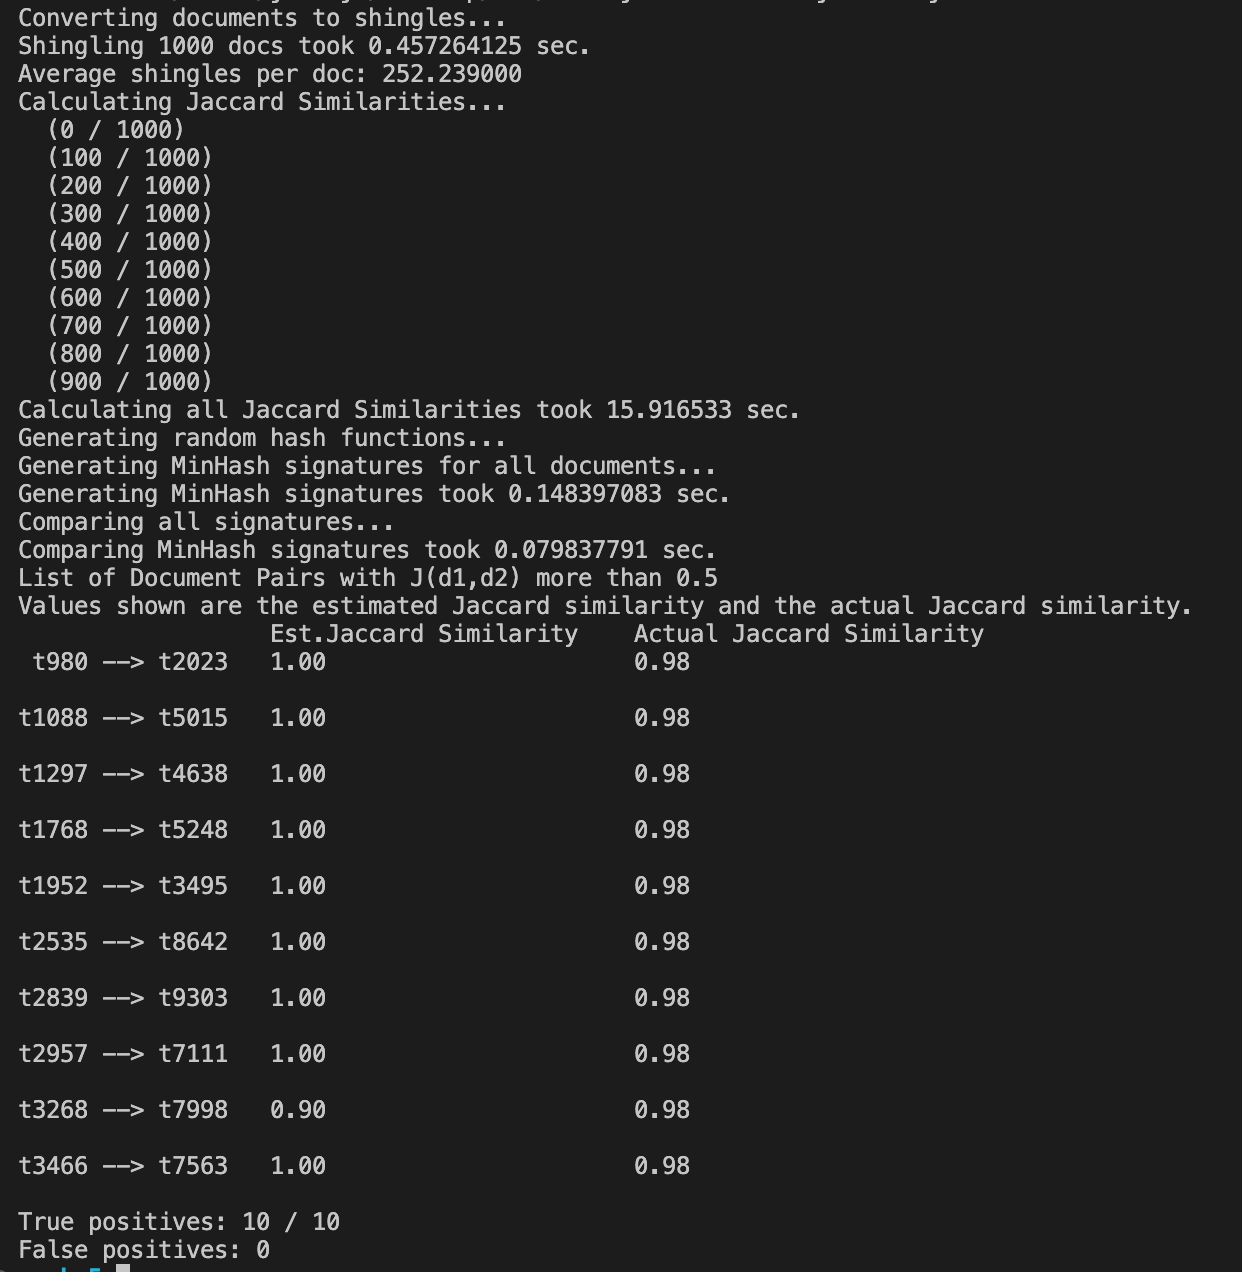 Converting documents to shingles...
Shingling 1000 docs took 0.457264125 sec.
Average shingles per doc: 252.239000
Calculating Jaccard Similarities...
  (0 / 1000)
  (100 / 1000)
  (200 / 1000)
  (300 / 1000)
  (400 / 1000)
  (500 / 1000)
  (600 / 1000)
  (700 / 1000)
  (800 / 1000)
  (900 / 1000)
Calculating all Jaccard Similarities took 15.916533 sec.
Generating random hash functions...
Generating MinHash signatures for all documents...
Generating MinHash signatures took 0.148397083 sec.
Comparing all signatures...
Comparing MinHash signatures took 0.079837791 sec.
List of Document Pairs with J(d1,d2) more than 0.5
Values shown are the estimated Jaccard similarity and the actual Jaccard similarity.
                  Est.Jaccard Similarity    Actual Jaccard Similarity
 t980 --> t2023   1.00                      0.98
t1088 --> t5015   1.00                      0.98
t1297 --> t4638   1.00                      0.98
t1768 --> t5248   1.00                      0.98
t1952 --> t3495   1.00                      0.98
t2535 --> t8642   1.00                      0.98
t2839 --> t9303   1.00                      0.98
t2957 --> t7111   1.00                      0.98
t3268 --> t7998   0.90                      0.98
t3466 --> t7563   1.00                      0.98
True positives: 10 / 10
False positives: 0